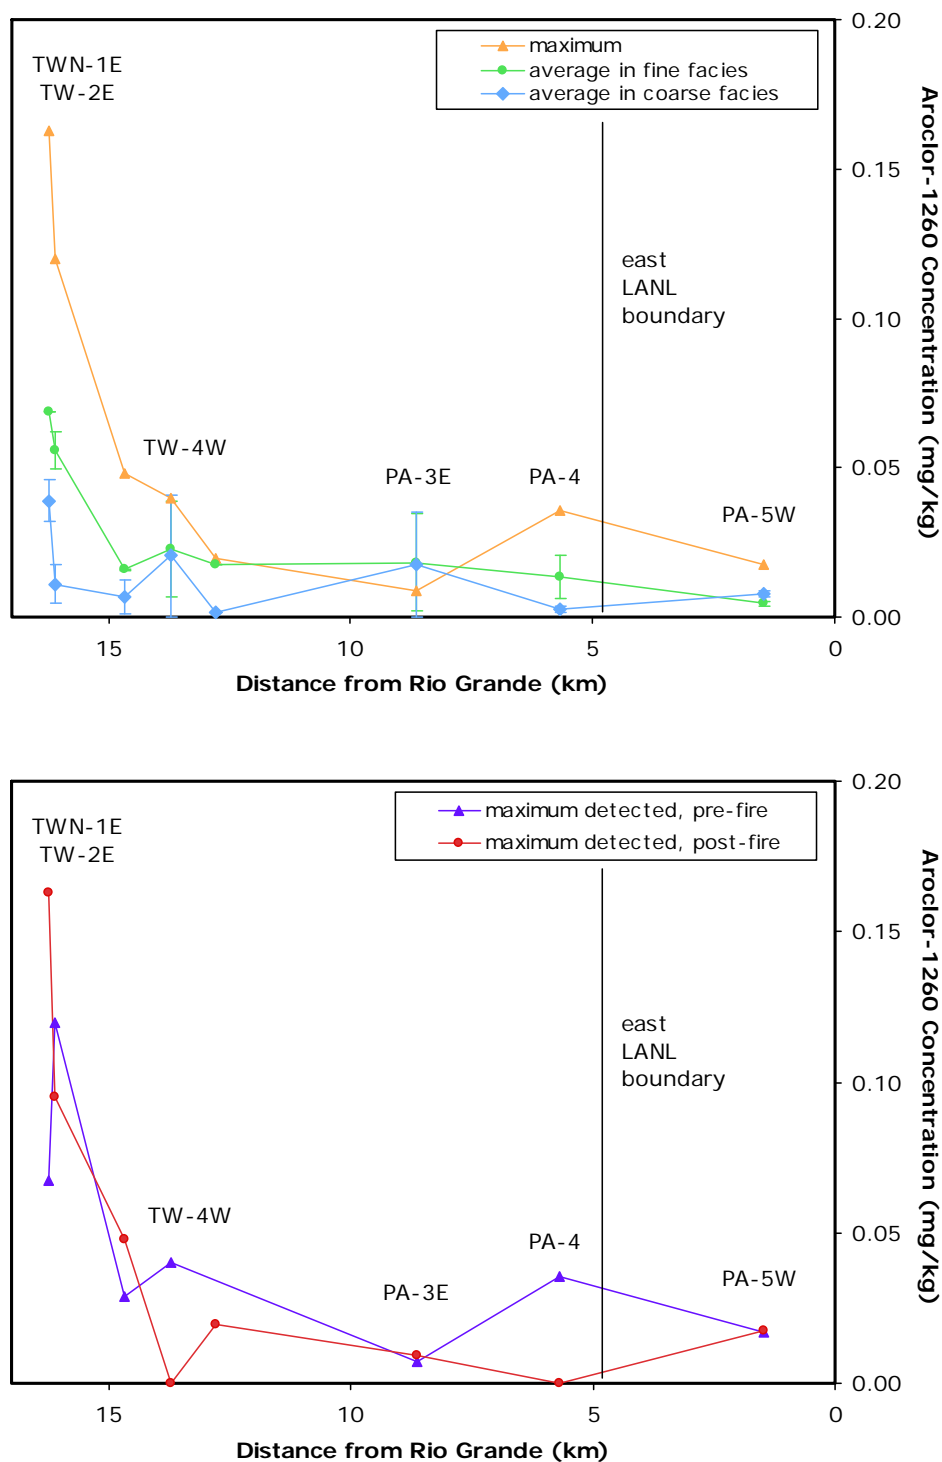 0.20
maximum
average in fine facies
average in coarse facies
TWN-1E
TW-2E
0.15
east
LANL
boundary
0.10
TW-4W
PA-3E
PA-4
PA-5W
0.05
0.00
15
10
5
0
Distance from Rio Grande (km)
Aroclor-1260 Concentration (mg/kg)
0.20
maximum detected, pre-fire
maximum detected, post-fire
TWN-1E
TW-2E
0.15
east
LANL
boundary
0.10
TW-4W
PA-3E
PA-4
PA-5W
0.05
0.00
15
10
5
0
Distance from Rio Grande (km)
Aroclor-1260 Concentration (mg/kg)